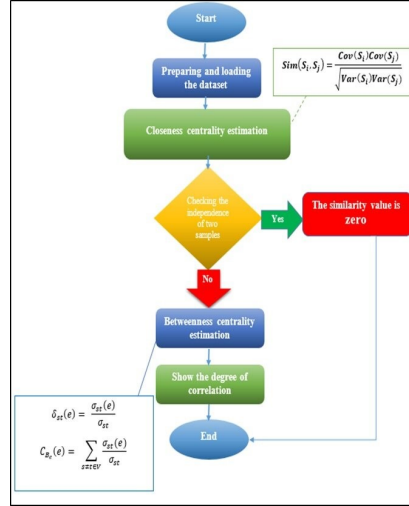 Start
Preparing and loading
the dataset
Sim(S_i, S_j) = Cov(S_i)Cov(S_j) / √Var(S_i)Var(S_j)
Closeness centrality estimation
Checking the
independence
of two
samples
Yes
The similarity value is
zero
No
Betweenness centrality
estimation
Show the degree of
correlation
End
δ_st(e) = σ_st(e) / σ_st
C_{B_e}(e) = ∑_{s≠t∈V} σ_st(e) / σ_st